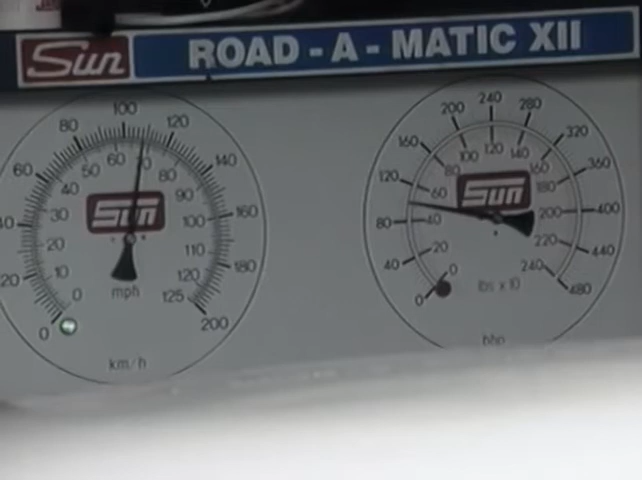 Sun ROAD - A - MATIC XII
0 20 40 60 80 100 120 140 160 180 200
0 10 20 30 40 50 60 70 80 90 100 110 120 125
Sun
mph
km/h
0 40 80 120 160 200 240 280 320 360 400 440 480
0 20 40 60 80 100 120 140 160 180 200 220 240
Sun
lbs x 10
bhp